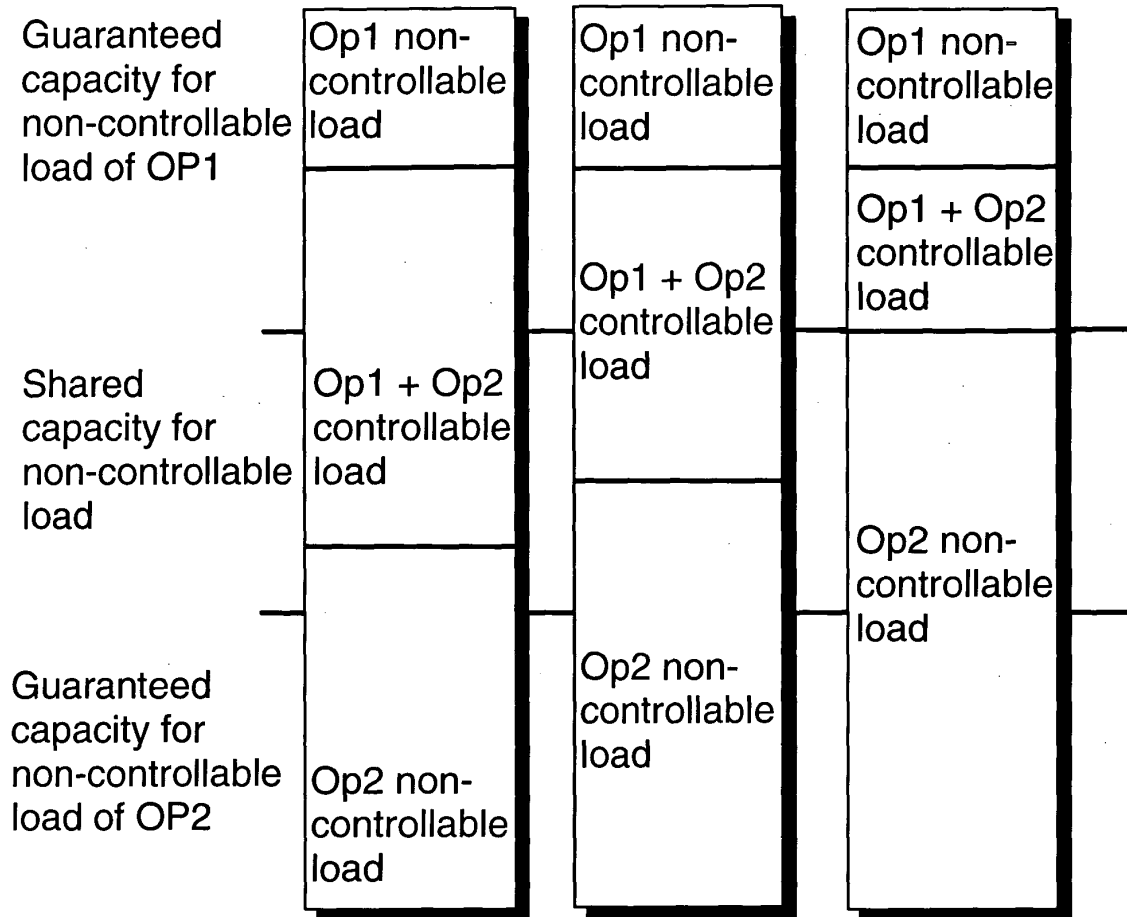 Guaranteed
capacity for
non-controllable
load of OP1
Shared
capacity for
non-controllable
load
Guaranteed
capacity for
non-controllable
load of OP2
Op1 non-
controllable
load
Op1 + Op2
controllable
load
Op2 non-
controllable
load
Op1 non-
controllable
load
Op1 + Op2
controllable
load
Op2 non-
controllable
load
Op1 non-
controllable
load
Op1 + Op2
controllable
load
Op2 non-
controllable
load